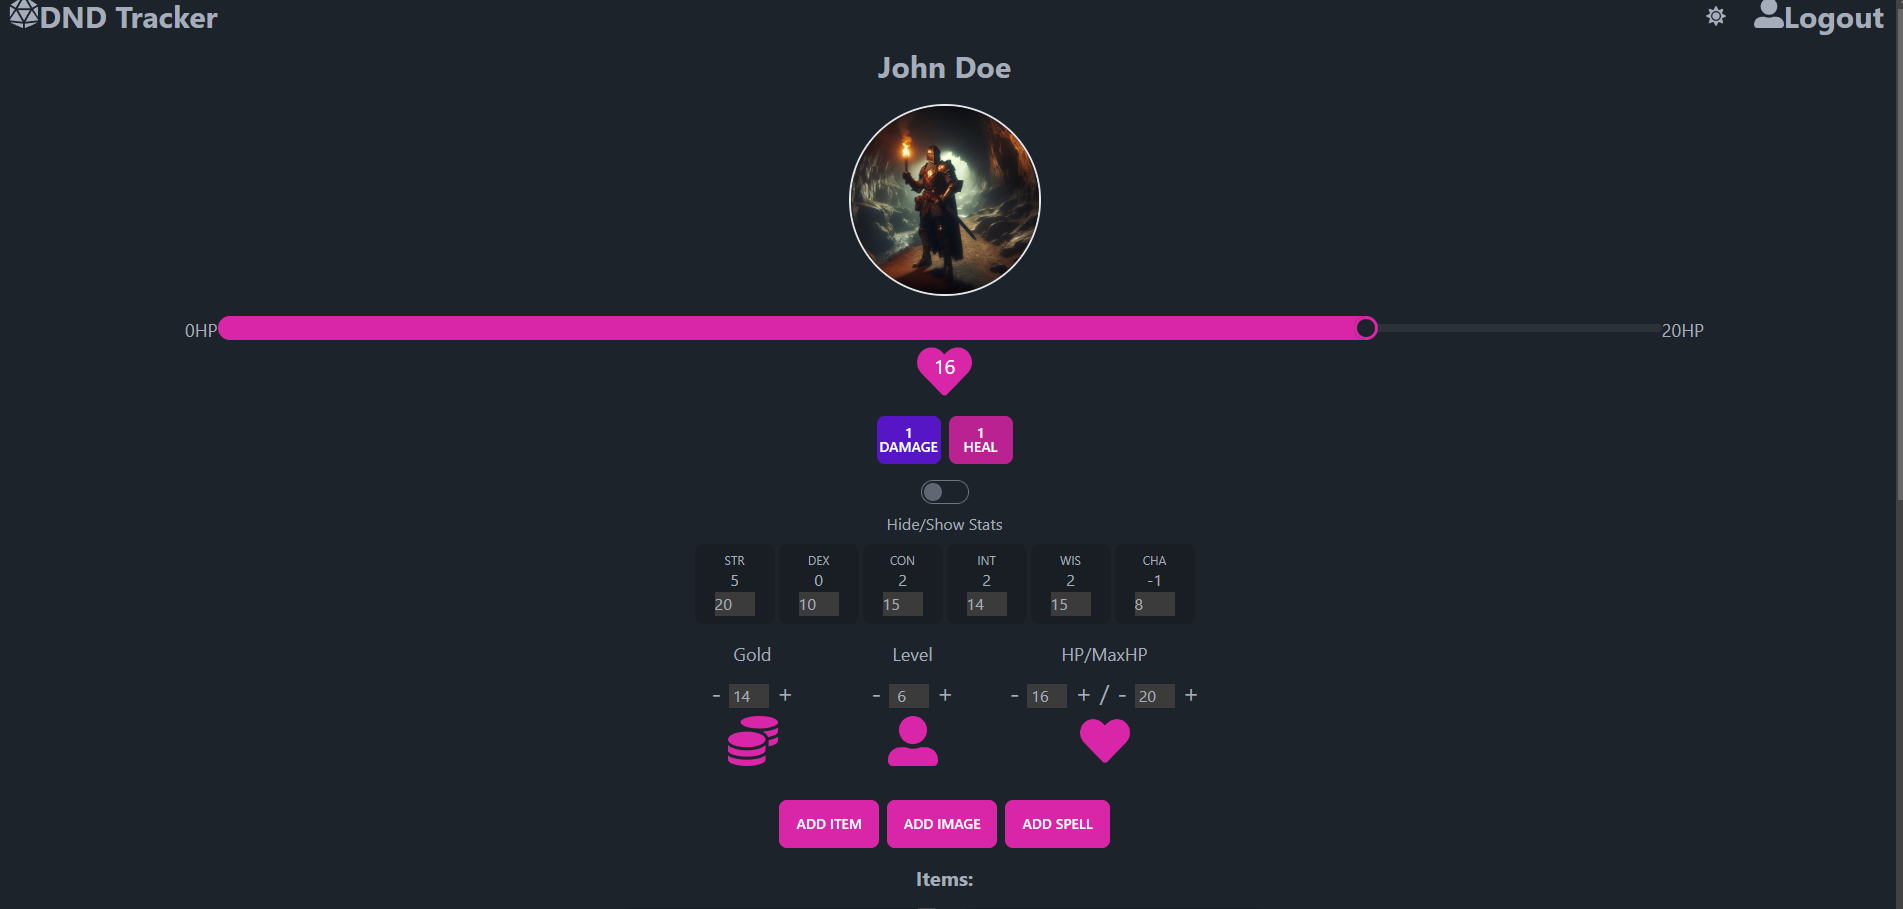 DND Tracker
Logout
John Doe
0HP
20HP
16
1 DAMAGE
1 HEAL
Hide/Show Stats
STR DEX CON INT WIS CHA
5 0 2 2 2 -1
20 10 15 14 15 8
Gold Level HP/MaxHP
- 14 + - 6 + - 16 + / - 20 +
ADD ITEM ADD IMAGE ADD SPELL
Items: